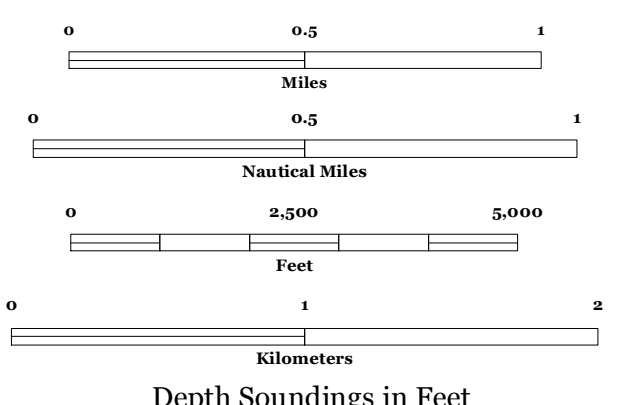 0 0.5 1
Miles
0 0.5 1
Nautical Miles
0 2,500 5,000
Feet
0 1 2
Kilometers
Depth Soundings in Feet